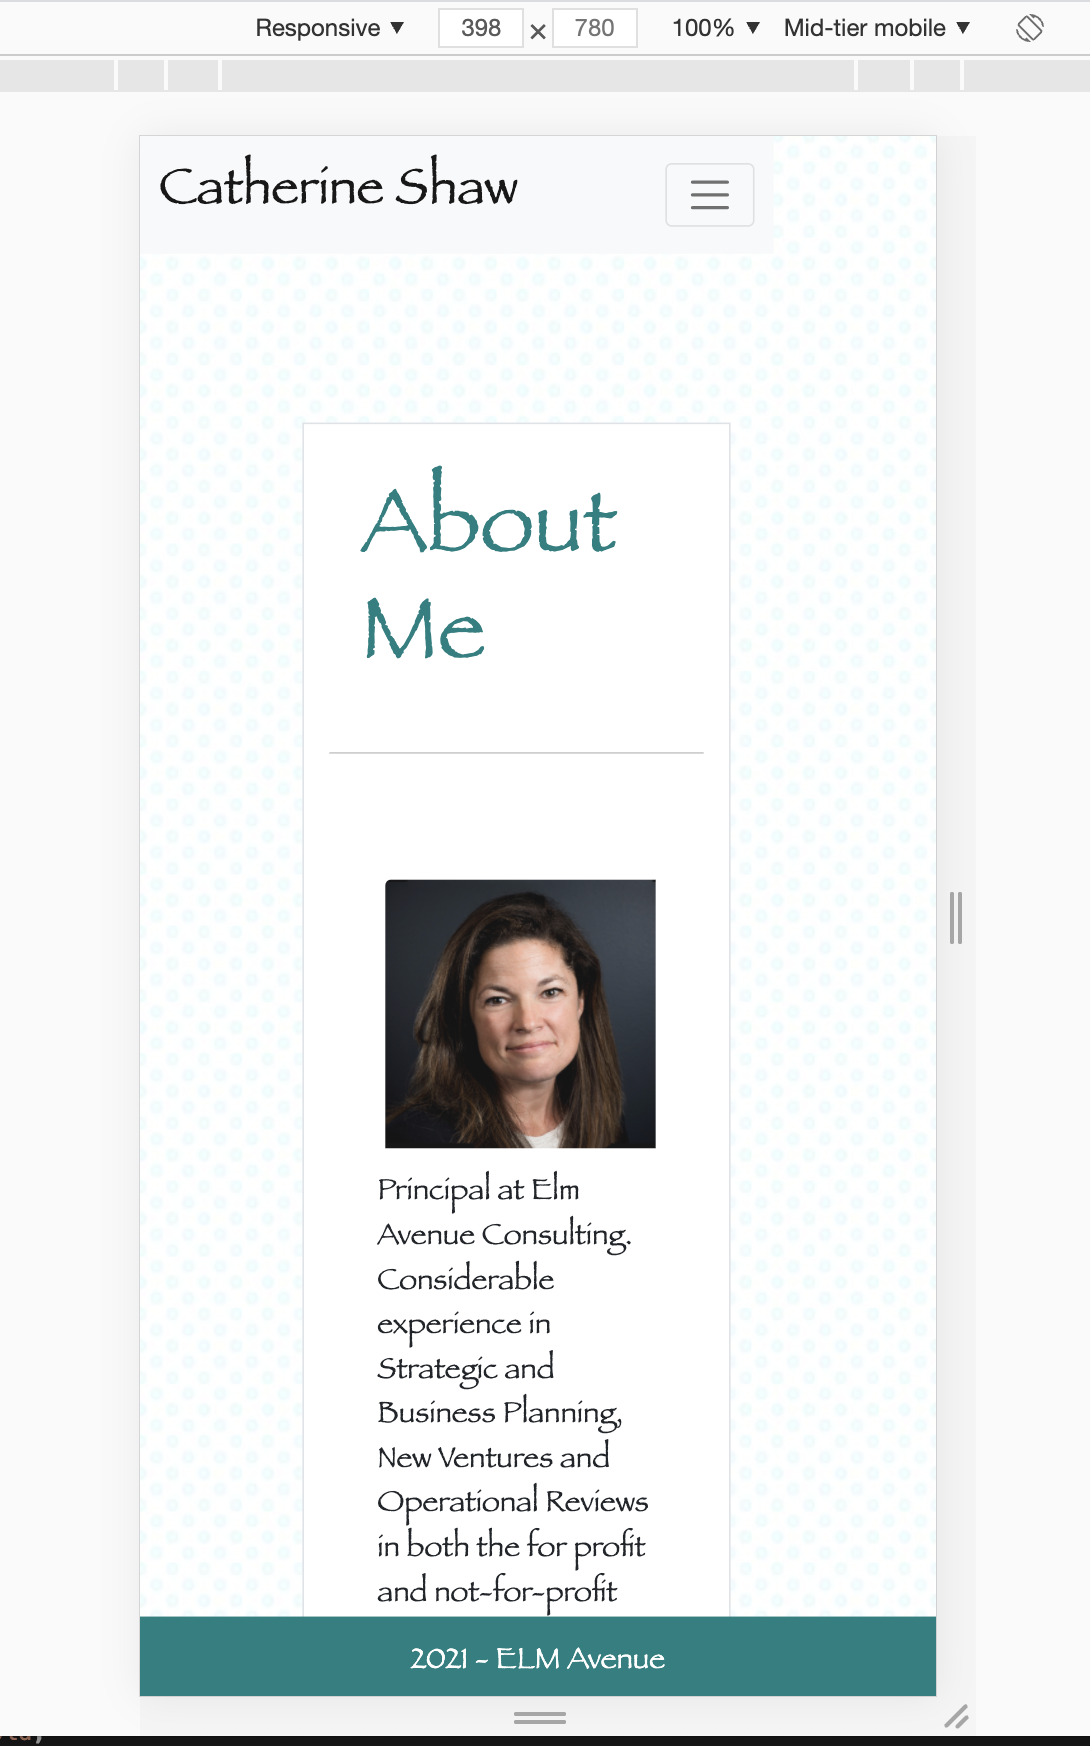 Responsive ▼ 398 × 780 100% ▼ Mid-tier mobile ▼
Catherine Shaw
About
Me
Principal at Elm
Avenue Consulting.
Considerable
experience in
Strategic and
Business Planning,
New Ventures and
Operational Reviews
in both the for profit
and not-for-profit
2021 - ELM Avenue